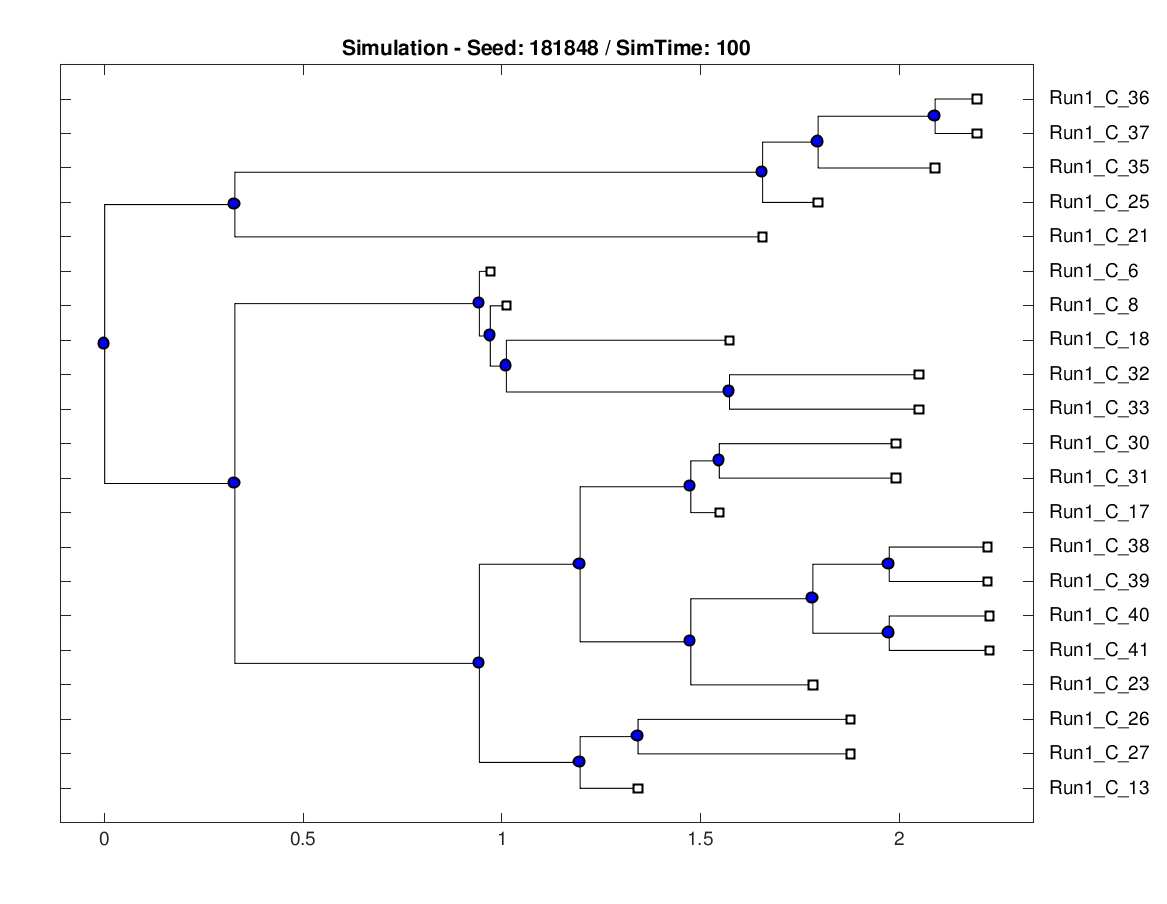 Simulation - Seed: 181848 / SimTime: 100
Run1_C_36
Run1_C_37
Run1_C_35
Run1_C_25
Run1_C_21
Run1_C_6
Run1_C_8
Run1_C_18
Run1_C_32
Run1_C_33
Run1_C_30
Run1_C_31
Run1_C_17
Run1_C_38
Run1_C_39
Run1_C_40
Run1_C_41
Run1_C_23
Run1_C_26
Run1_C_27
Run1_C_13
0 0.5 1 1.5 2